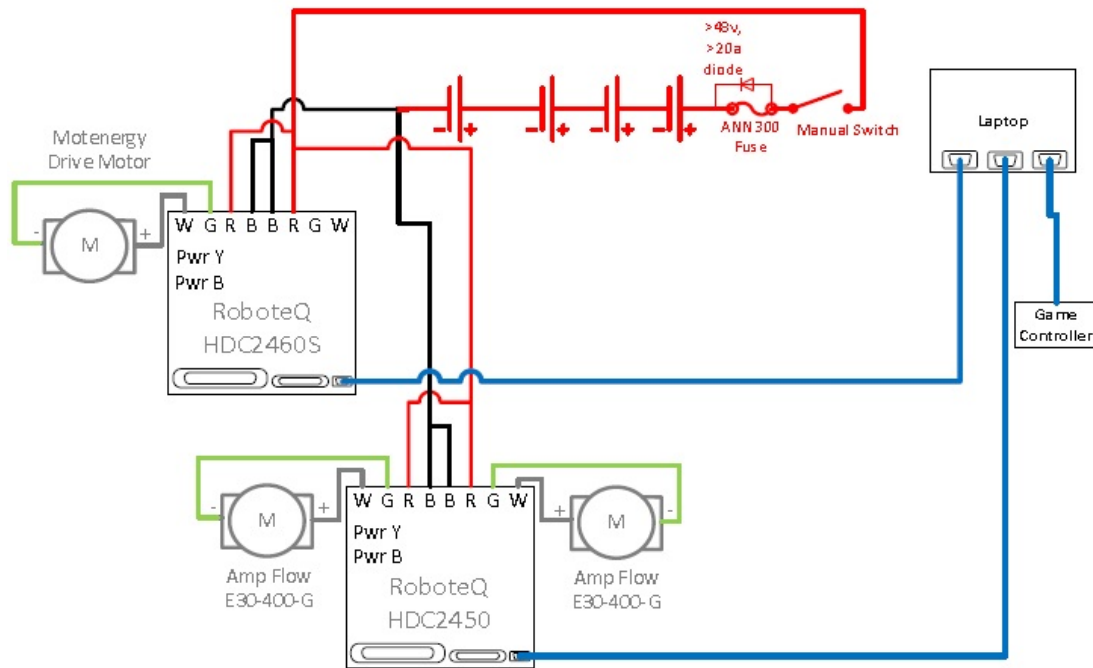 >48v,
>20a
diode
- + - + - + - +
ANN300
Fuse
Manual Switch
Laptop
Motenergy
Drive Motor
- M +
W G R B B R G W
Pwr Y
Pwr B
RoboteQ
HDC2460S
Game
Controller
- M +
W G R B B R G W
+ M -
Pwr Y
Pwr B
RoboteQ
HDC2450
Amp Flow
E30-400-G
Amp Flow
E30-400-G